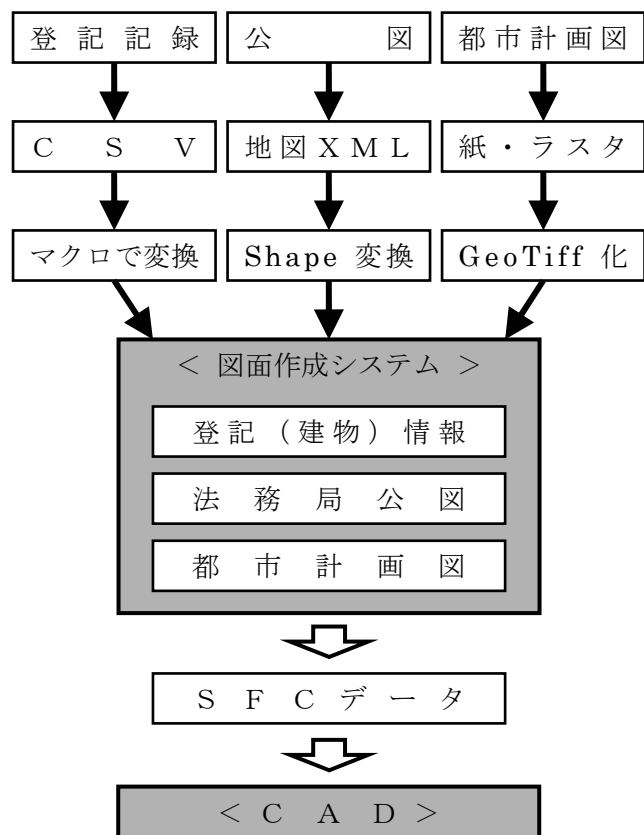 登記記録
公図
都市計画図
CSV
地図XML
紙・ラスタ
マクロで変換
Shape 変換
GeoTiff 化
< 図面作成システム >
登記(建物)情報
法務局公図
都市計画図
SFCデータ
< CAD >